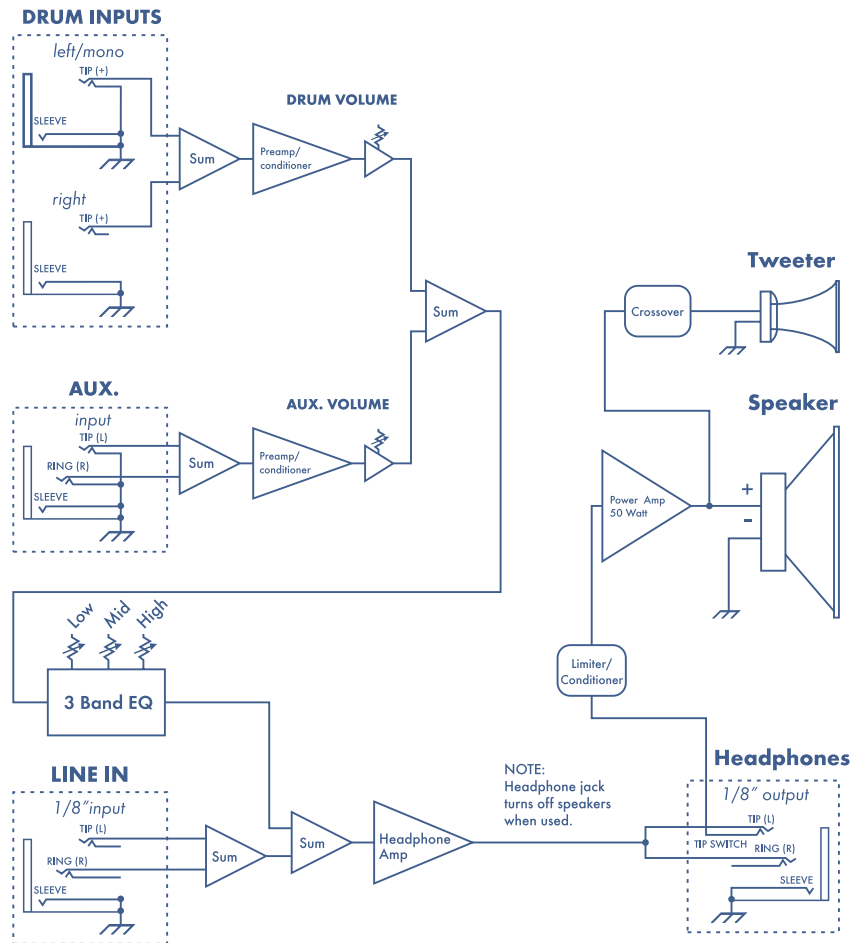 DRUM INPUTS
left/mono
TIP (+)
SLEEVE
right
TIP (+)
SLEEVE
Sum
Preamp/
conditioner
DRUM VOLUME
Sum
AUX.
input
TIP (L)
RING (R)
SLEEVE
Sum
Preamp/
conditioner
AUX. VOLUME
Tweeter
Crossover
Speaker
Power Amp
50 Watt
+
-
Limiter/
Conditioner
Low
Mid
High
3 Band EQ
LINE IN
1/8"input
TIP (L)
RING (R)
SLEEVE
Sum
Sum
Headphone
Amp
NOTE:
Headphone jack
turns off speakers
when used.
Headphones
1/8" output
TIP (L)
TIP SWITCH
RING (R)
SLEEVE